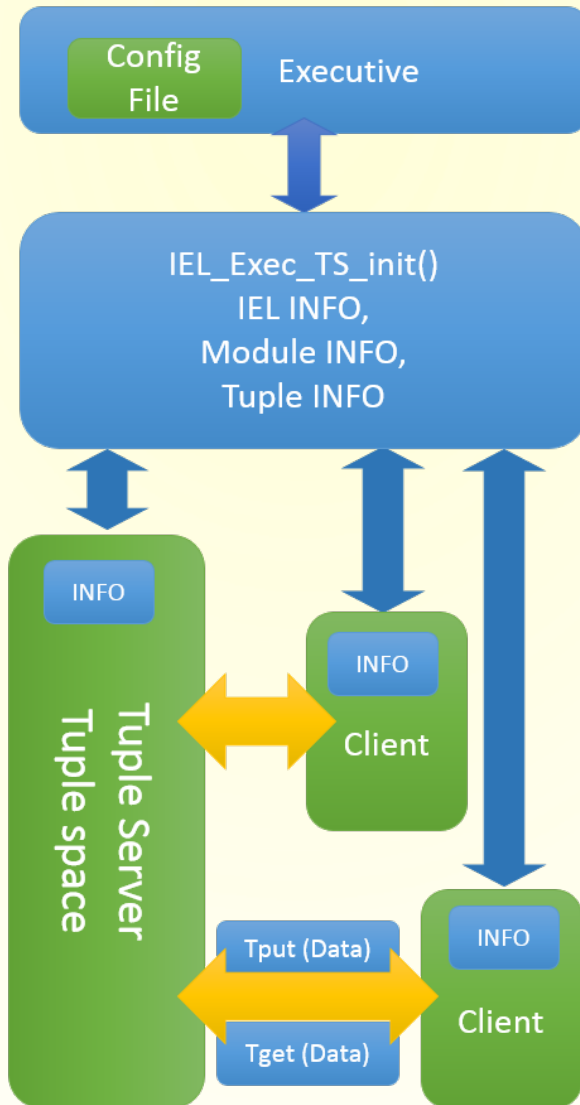 Config
File
Executive
IEL_Exec_TS_init()
IEL INFO,
Module INFO,
Tuple INFO
INFO
Tuple Server
Tuple space
INFO
Client
Tput (Data)
Tget (Data)
INFO
Client